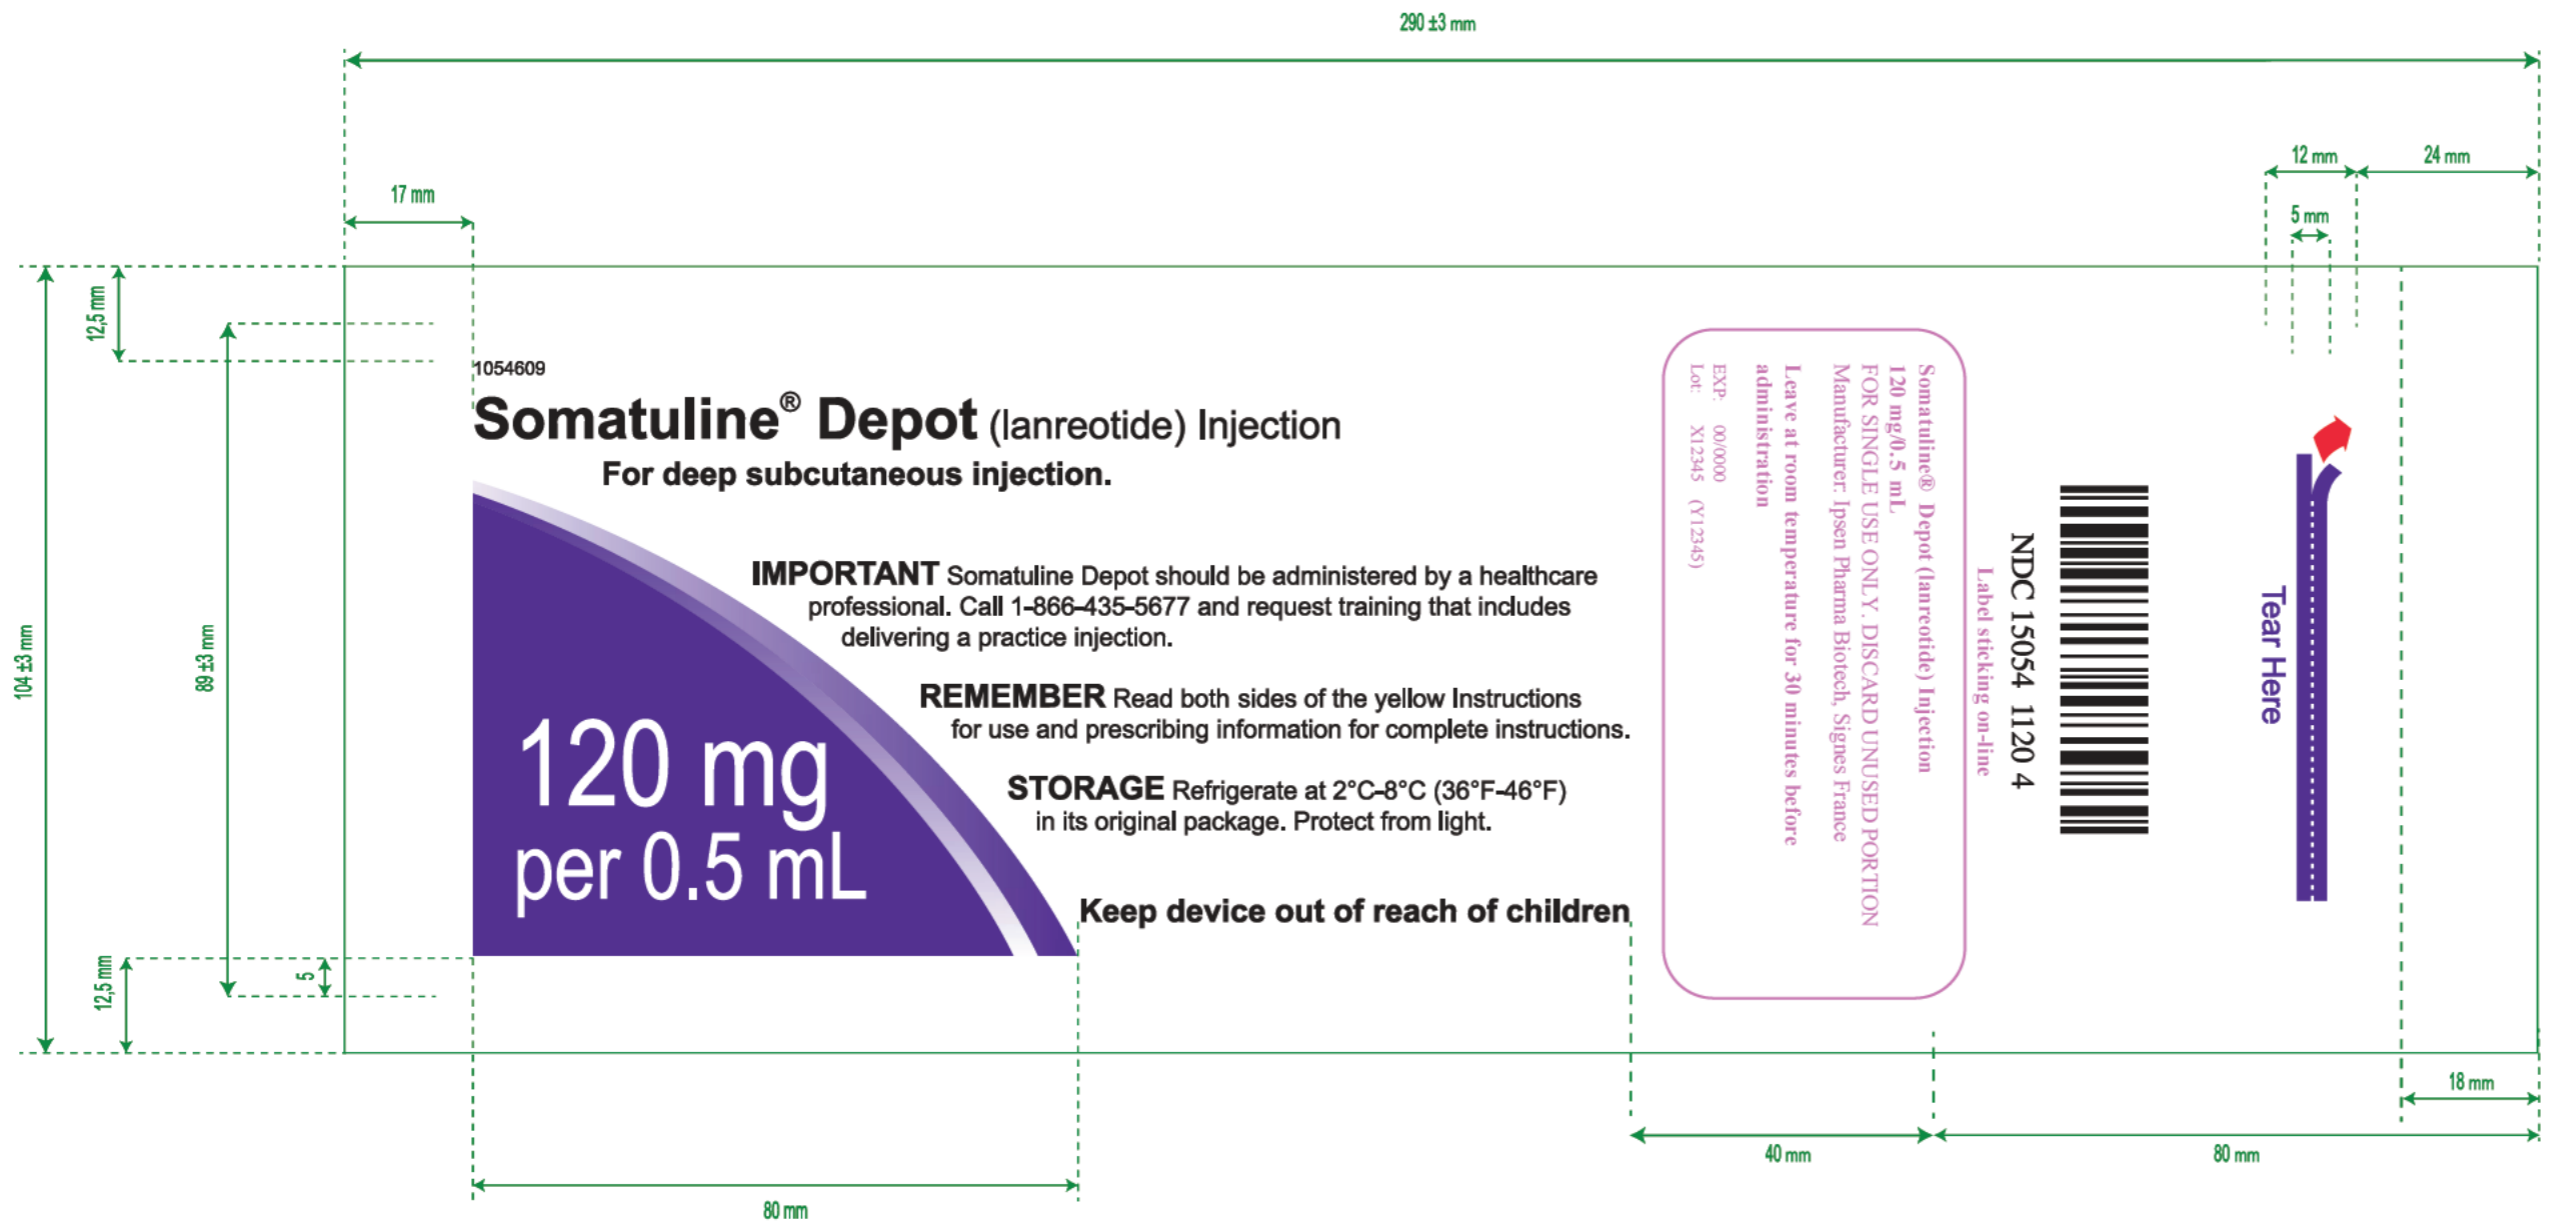 290 ±3 mm
12 mm
24 mm
17 mm
5 mm
12,5 mm
104 ±3 mm
89 ±3 mm
5
12,5 mm
1054609
Somatuline® Depot (lanreotide) Injection
For deep subcutaneous injection.
IMPORTANT Somatuline Depot should be administered by a healthcare
professional. Call 1-866-435-5677 and request training that includes
delivering a practice injection.
REMEMBER Read both sides of the yellow Instructions
for use and prescribing information for complete instructions.
STORAGE Refrigerate at 2°C-8°C (36°F-46°F)
in its original package. Protect from light.
120 mg
per 0.5 mL
Keep device out of reach of children
Somatuline® Depot (lanreotide) Injection
120 mg/0.5 mL
FOR SINGLE USE ONLY. DISCARD UNUSED PORTION
Manufacturer: Ipsen Pharma Biotech, Signes France
Leave at room temperature for 30 minutes before
administration
EXP: 00/0000
Lot: X12345 (Y12345)
Label sticking on-line
NDC 15054 1120 4
Tear Here
18 mm
40 mm
80 mm
80 mm